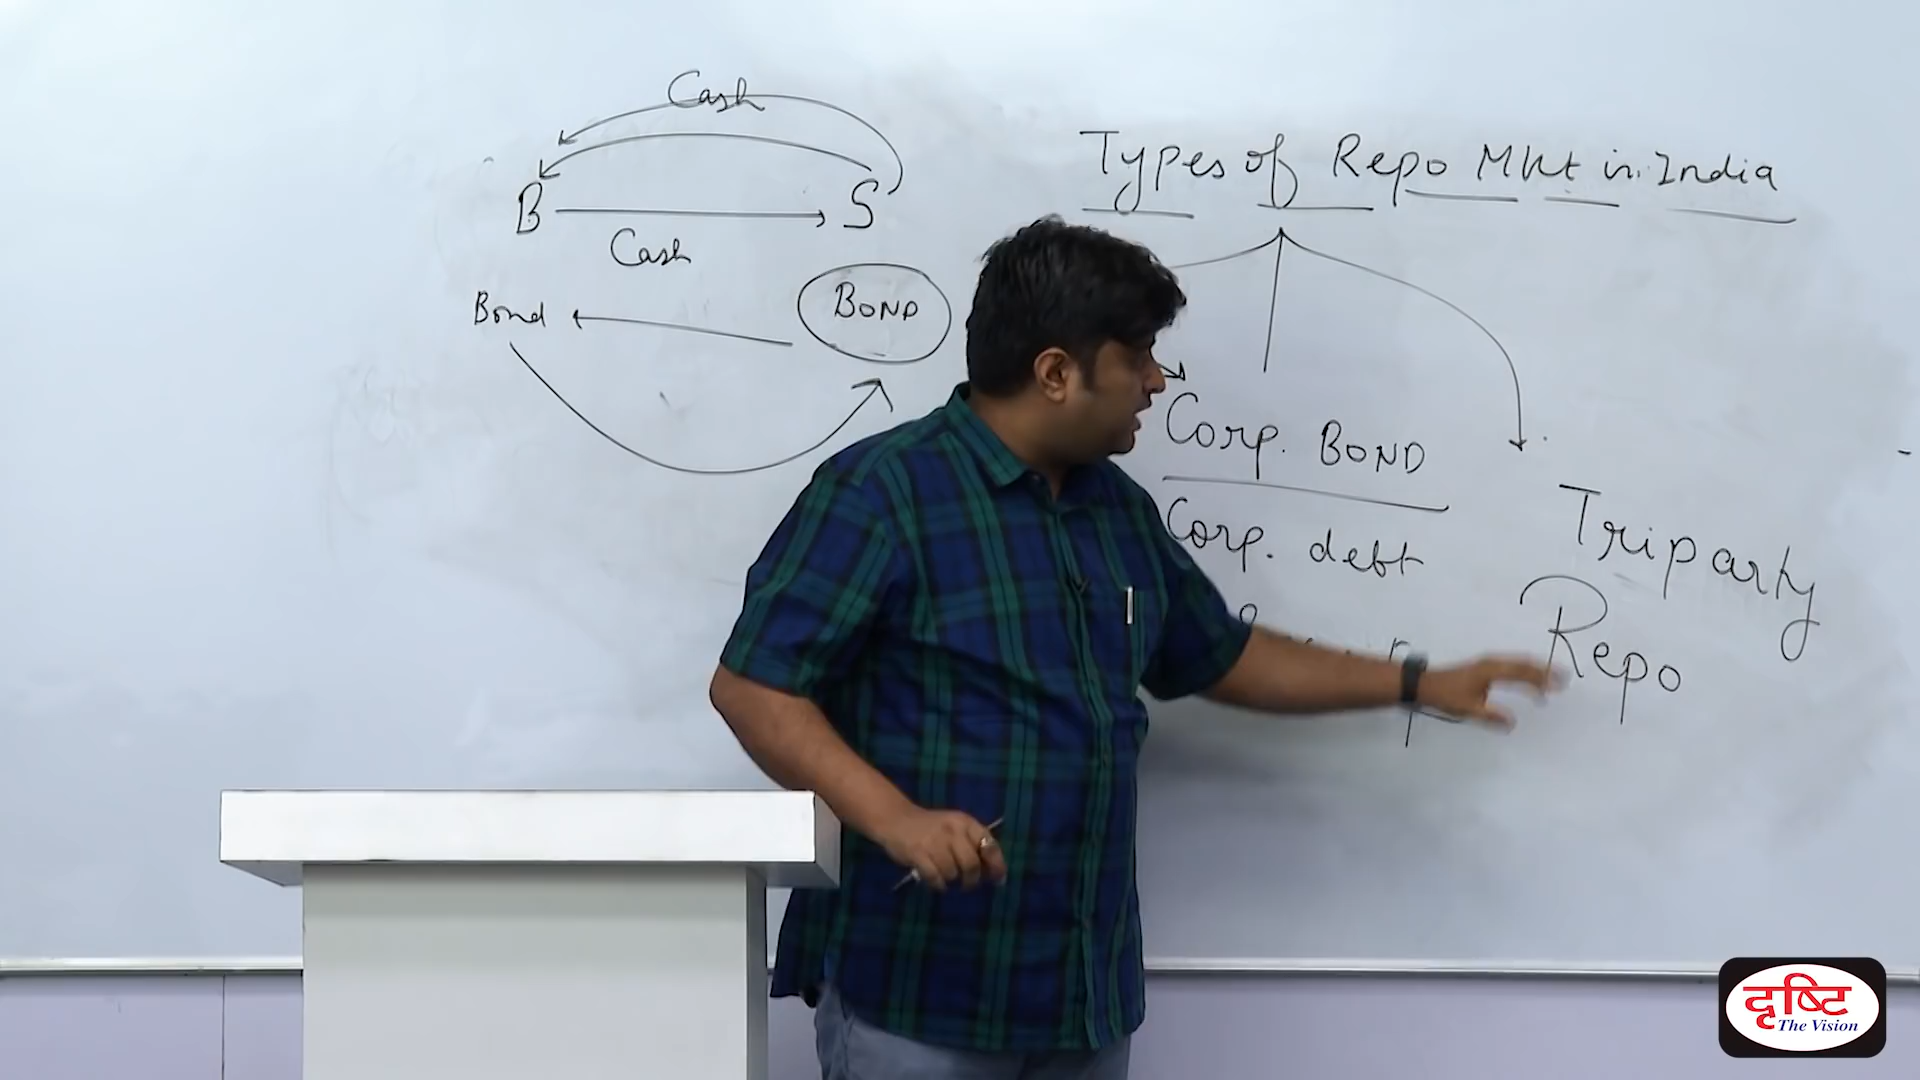 Cash
B S
Cash
Bond BOND
Types of Repo Mkt in India
Corp. BOND
Corp. debt
Triparty
Repo
दृष्टि
The Vision